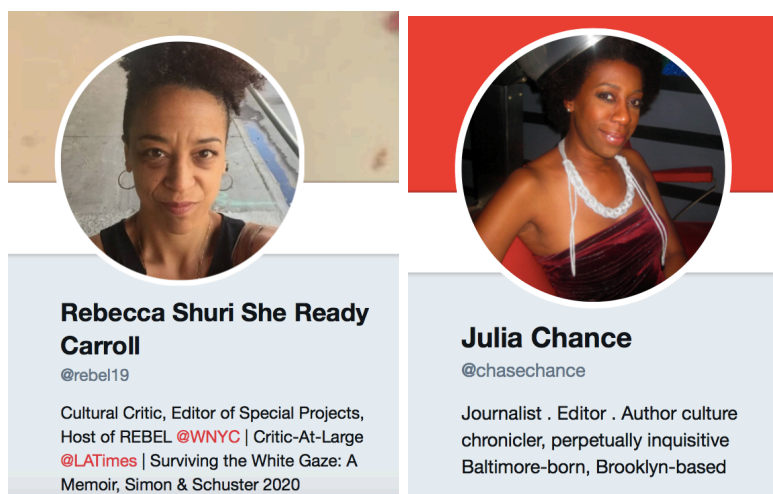 Rebecca Shuri She Ready
Carroll
@rebel19
Cultural Critic, Editor of Special Projects,
Host of REBEL @WNYC | Critic-At-Large
@LATimes | Surviving the White Gaze: A
Memoir, Simon & Schuster 2020
Julia Chance
@chasechance
Journalist . Editor . Author culture
chronicler, perpetually inquisitive
Baltimore-born, Brooklyn-based